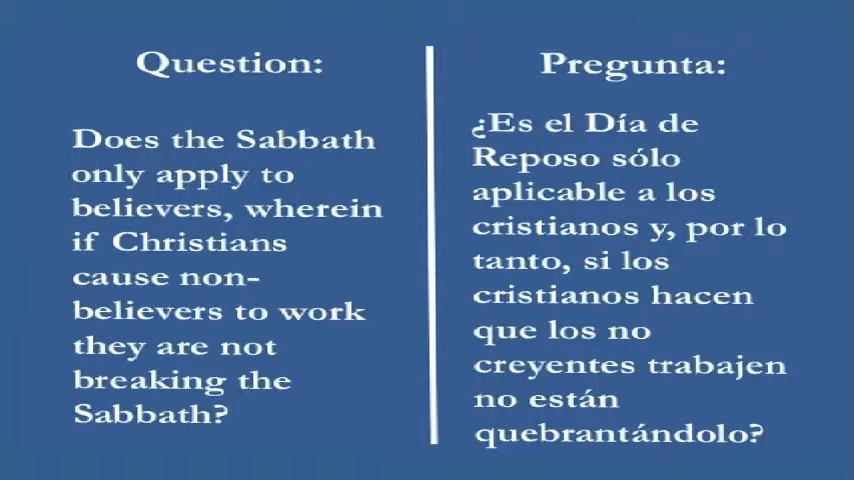 Question:
Does the Sabbath
only apply to
believers, wherein
if Christians
cause non-
believers to work
they are not
breaking the
Sabbath?
Pregunta:
¿Es el Día de
Reposo sólo
aplicable a los
cristianos y, por lo
tanto, si los
cristianos hacen
que los no
creyentes trabajen
no están
quebrantándolo?